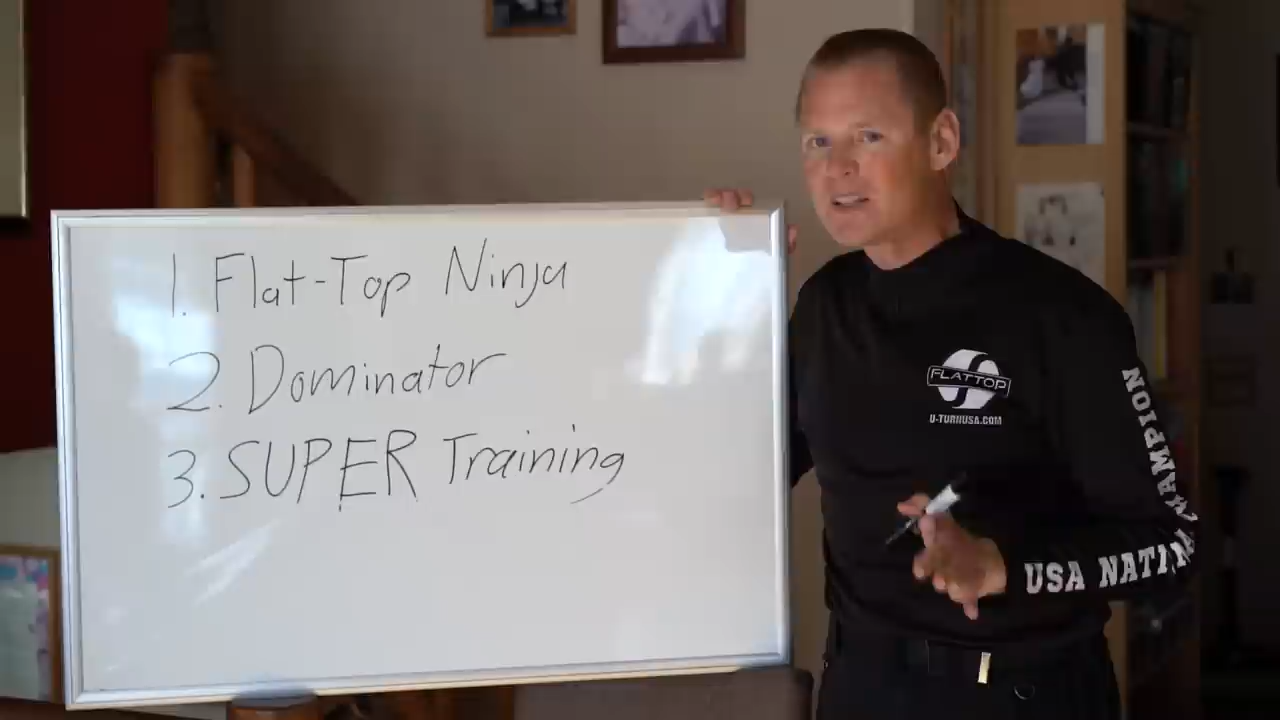 1. Flat-Top Ninja
2. Dominator
3. SUPER Training
FLATTOP
U-TURNUSA.COM
USA NATIONAL CHAMPION